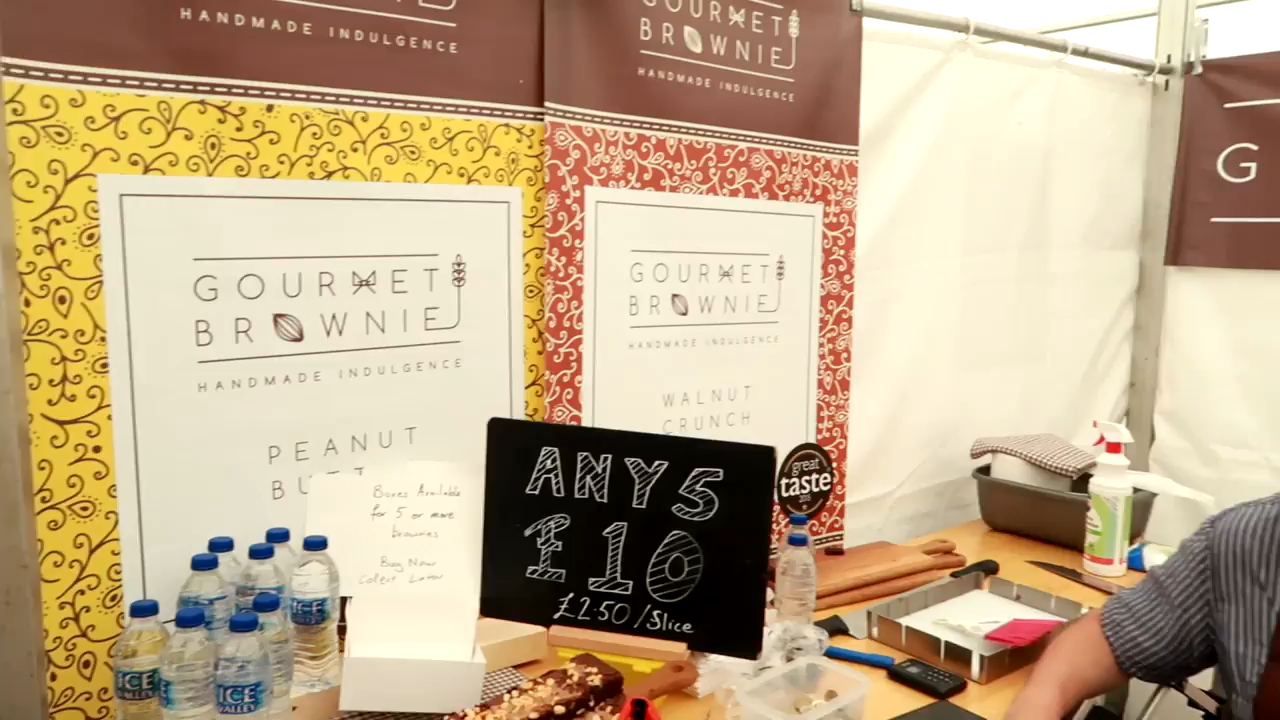 HANDMADE INDULGENCE
GOURMET
BROWNIE
HANDMADE INDULGENCE
G
GOURMET
BROWNIE
HANDMADE INDULGENCE
PEANUT
GOURMET
BROWNIE
HANDMADE INDULGENCE
WALNUT
CRUNCH
Boxes Available
for 5 or more
brownies
Buy Now
Collect Later
ANY 5
£10
£2.50/Slice
great
taste
ICE
VALLEY
ICE
VALLEY
ICE